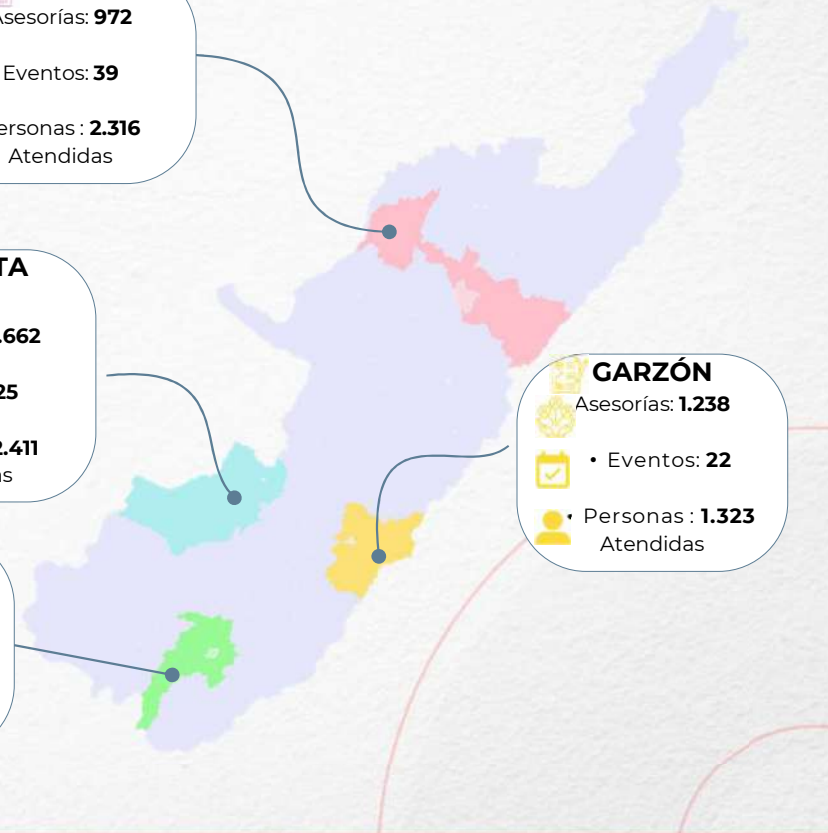 Asesorías: 972
Eventos: 39
ersonas : 2.316
Atendidas
TA
.662
25
2.411
as
GARZÓN
Asesorías: 1.238
• Eventos: 22
• Personas : 1.323
Atendidas